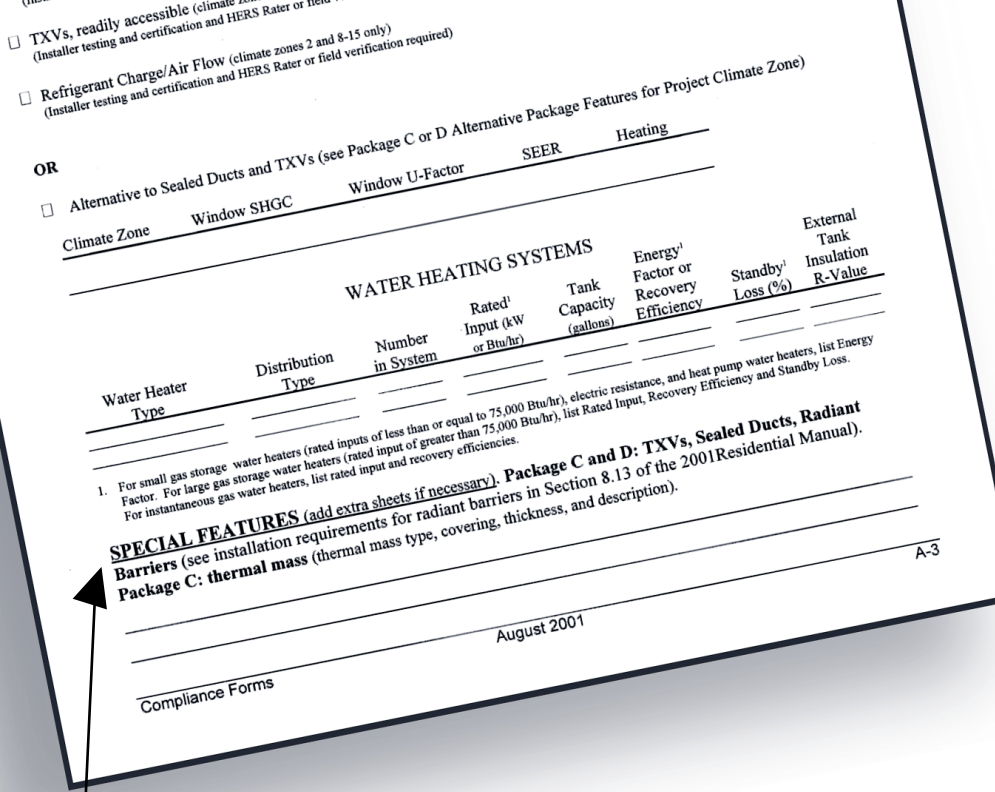 TXVs, readily accessible (climate
(Installer testing and certification and HERS Rater or field
Refrigerant Charge/Air Flow (climate zones 2 and 8-15 only)
(Installer testing and certification and HERS Rater or field verification required)
OR
Alternative to Sealed Ducts and TXVs (see Package C or D Alternative Package Features for Project Climate Zone)
Climate Zone Window SHGC Window U-Factor SEER Heating
WATER HEATING SYSTEMS
Water Heater
Type
Distribution
Type
Number
in System
Rated¹
Input (kW
or Btu/hr)
Tank
Capacity
(gallons)
Energy¹
Factor or
Recovery
Efficiency
Standby¹
Loss (%)
External
Tank
Insulation
R-Value
1. For small gas storage water heaters (rated inputs of less than or equal to 75,000 Btu/hr), electric resistance, and heat pump water heaters, list Energy
Factor. For large gas storage water heaters (rated input of greater than 75,000 Btu/hr), list Rated Input, Recovery Efficiency and Standby Loss.
For instantaneous gas water heaters, list rated input and recovery efficiencies.
SPECIAL FEATURES (add extra sheets if necessary). Package C and D: TXVs, Sealed Ducts, Radiant
Barriers (see installation requirements for radiant barriers in Section 8.13 of the 2001Residential Manual).
Package C: thermal mass (thermal mass type, covering, thickness, and description).
Compliance Forms August 2001 A-3